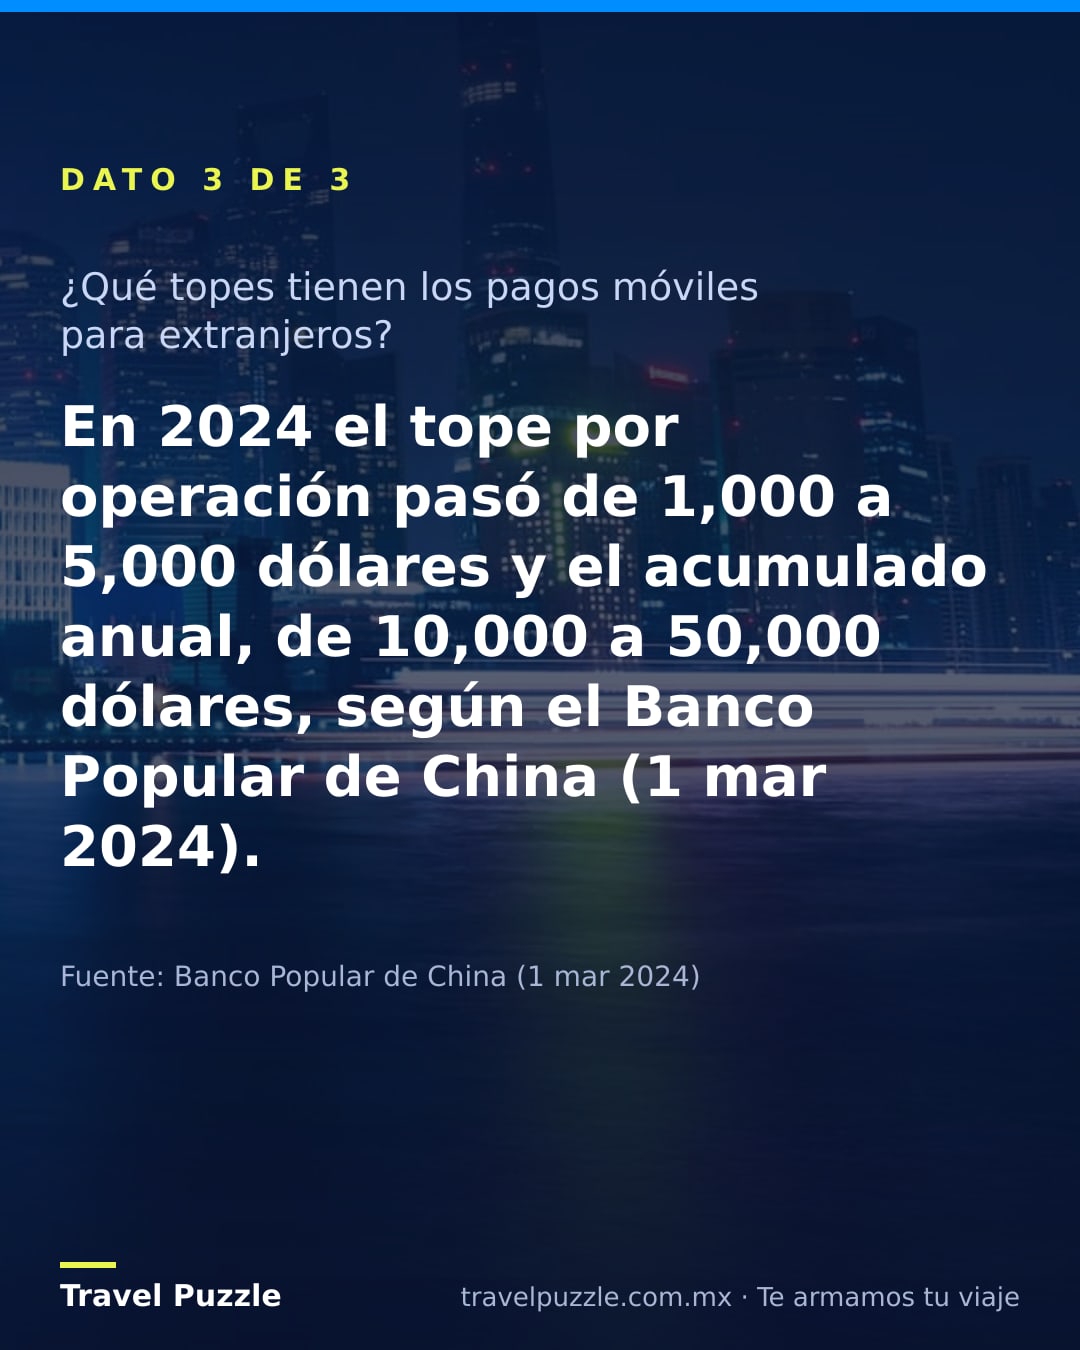 DATO 3 DE 3
¿Qué topes tienen los pagos móviles
para extranjeros?
En 2024 el tope por
operación pasó de 1,000 a
5,000 dólares y el acumulado
anual, de 10,000 a 50,000
dólares, según el Banco
Popular de China (1 mar
2024).
Fuente: Banco Popular de China (1 mar 2024)
Travel Puzzle
travelpuzzle.com.mx · Te armamos tu viaje